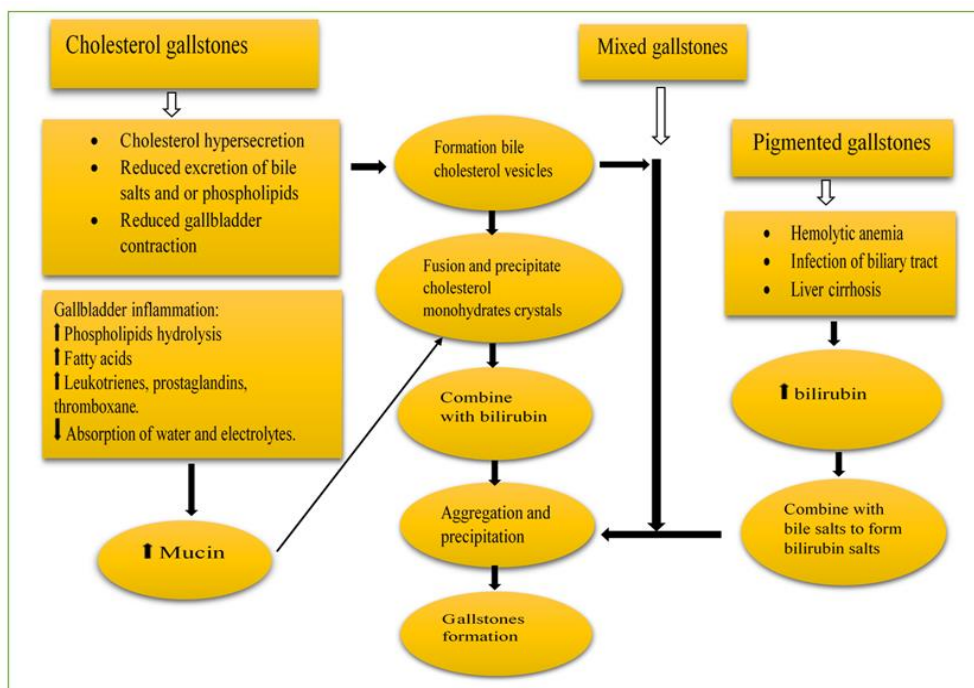 Cholesterol gallstones
• Cholesterol hypersecretion
• Reduced excretion of bile
salts and or phospholipids
• Reduced gallbladder
contraction
Gallbladder inflammation:
⬆Phospholipids hydrolysis
⬆Fatty acids
⬆Leukotrienes, prostaglandins,
thromboxane.
⬇Absorption of water and electrolytes.
⬆Mucin
Mixed gallstones
Formation bile
cholesterol vesicles
Fusion and precipitate
cholesterol
monohydrates crystals
Combine
with bilirubin
Aggregation and
precipitation
Gallstones
formation
Pigmented gallstones
• Hemolytic anemia
• Infection of biliary tract
• Liver cirrhosis
⬆bilirubin
Combine with
bile salts to form
bilirubin salts